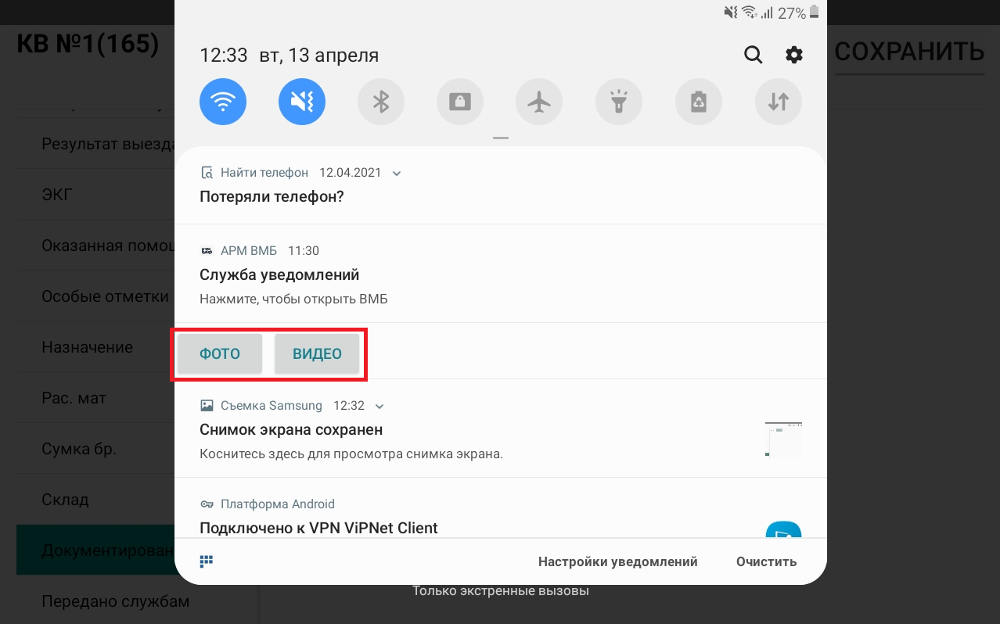 27%
КВ №1(165)
12:33 вт, 13 апреля
СОХРАНИТЬ
Результат выезда
ЭКГ
Оказанная помощ
Особые отметки
Назначение
Рас. мат
Сумка бр.
Склад
Документирован
Передано службам
Найти телефон 12.04.2021
Потеряли телефон?
АРМ ВМБ 11:30
Служба уведомлений
Нажмите, чтобы открыть ВМБ
ФОТО ВИДЕО
Съемка Samsung 12:32
Снимок экрана сохранен
Коснитесь здесь для просмотра снимка экрана.
Платформа Android
Подключено к VPN ViPNet Client
Настройки уведомлений Очистить
Только экстренные вызовы